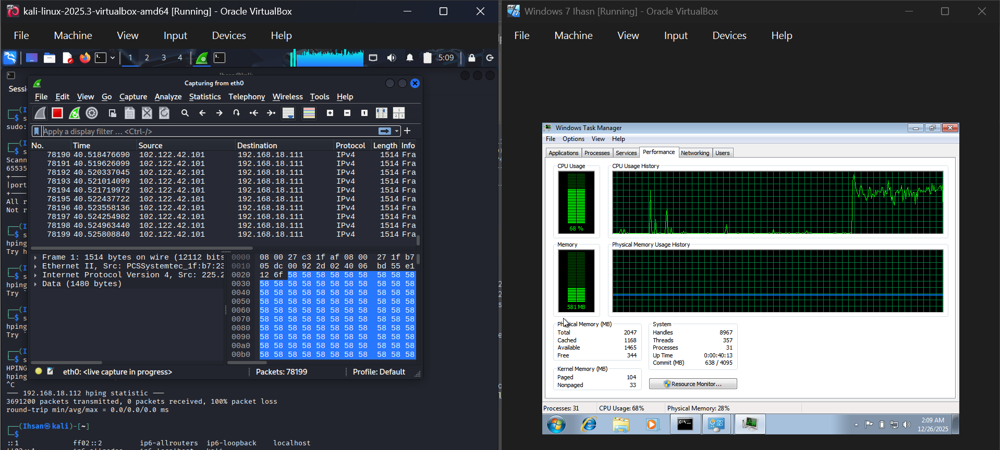 kali-linux-2025.3-virtualbox-amd64 [Running] - Oracle VirtualBox
File Machine View Input Devices Help
1 2 3 4 5:09
Capturing from eth0
Sessi
File Edit View Go Capture Analyze Statistics Telephony Wireless Tools Help
Apply a display filter ... <Ctrl-/>
No. Time Source Destination Protocol Length Info
78190 40.518476690 102.122.42.101 192.168.18.111 IPv4 1514 Fra
78191 40.519626099 102.122.42.101 192.168.18.111 IPv4 1514 Fra
78192 40.520337045 102.122.42.101 192.168.18.111 IPv4 1514 Fra
78193 40.521014099 102.122.42.101 192.168.18.111 IPv4 1514 Fra
78194 40.521719972 102.122.42.101 192.168.18.111 IPv4 1514 Fra
78195 40.522437722 102.122.42.101 192.168.18.111 IPv4 1514 Fra
78196 40.523558136 102.122.42.101 192.168.18.111 IPv4 1514 Fra
78197 40.524254982 102.122.42.101 192.168.18.111 IPv4 1514 Fra
78198 40.524963440 102.122.42.101 192.168.18.111 IPv4 1514 Fra
78199 40.525808840 102.122.42.101 192.168.18.111 IPv4 1514 Fra
Frame 1: 1514 bytes on wire (12112 bits
Ethernet II, Src: PCSSystemtec_1f:b7:23
Internet Protocol Version 4, Src: 225.2
Data (1480 bytes)
0000 08 00 27 c3 1f af 08 00 27 1f b7
0010 05 dc 00 92 2d 02 40 06 bd 55 e1
0020 12 6f 58 58 58 58 58 58 58 58 58 58
0030 58 58 58 58 58 58 58 58 58 58 58 58
0040 58 58 58 58 58 58 58 58 58 58 58 58
0050 58 58 58 58 58 58 58 58 58 58 58 58
0060 58 58 58 58 58 58 58 58 58 58 58 58
0070 58 58 58 58 58 58 58 58 58 58 58 58
0080 58 58 58 58 58 58 58 58 58 58 58 58
0090 58 58 58 58 58 58 58 58 58 58 58 58
00a0 58 58 58 58 58 58 58 58 58 58 58 58
00b0 58 58 58 58 58 58 58 58 58 58 58 58
eth0: <live capture in progress> Packets: 78199 Profile: Default
(I
$ s
sudo:
(I
$ s
Scann
65535
|port
All r
Not r
(I
$ s
hping
Try h
(I
$ s
hping
Try `
(I
$ s
hping
Try `
(I
$ s
HPING
hping
^C
— 192.168.18.112 hping statistic —
3691200 packets transmitted, 0 packets received, 100% packet loss
round-trip min/avg/max = 0.0/0.0/0.0 ms
(Ihsan㉿kali)-[~]
$
::1 ff02::2 ip6-allrouters ip6-loopback localhost
Windows 7 Ihasn [Running] - Oracle VirtualBox
File Machine View Input Devices Help
Windows Task Manager
File Options View Help
Applications Processes Services Performance Networking Users
CPU Usage CPU Usage History
68 %
Memory Physical Memory Usage History
581 MB
Physical Memory (MB)
Total 2047
Cached 1168
Available 1465
Free 344
Kernel Memory (MB)
Paged 104
Nonpaged 33
System
Handles 8967
Threads 357
Processes 31
Up Time 0:00:40:13
Commit (MB) 638 / 4095
Resource Monitor...
Processes: 31 CPU Usage: 68% Physical Memory: 28%
2:09 AM
12/26/2025